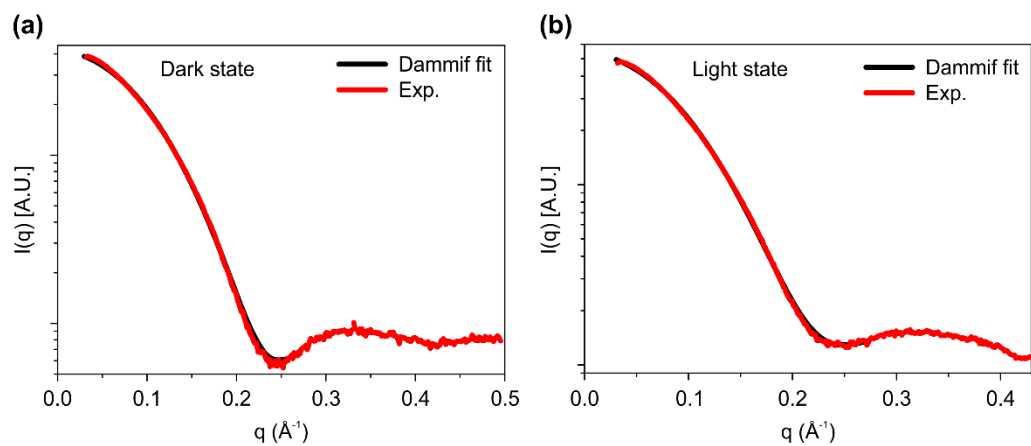 (a)
Dark state
Dammif fit
Exp.
I(q) [A.U.]
0.0 0.1 0.2 0.3 0.4 0.5
q (Å⁻¹)
(b)
Light state
Dammif fit
Exp.
I(q) [A.U.]
0.0 0.1 0.2 0.3 0.4
q (Å⁻¹)